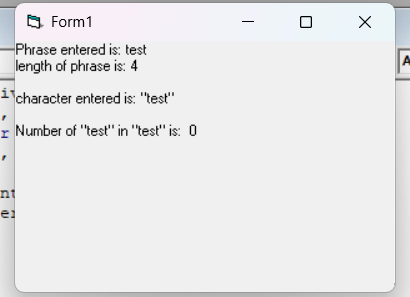 Form1
Phrase entered is: test
length of phrase is: 4
character entered is: "test"
Number of "test" in "test" is:  0